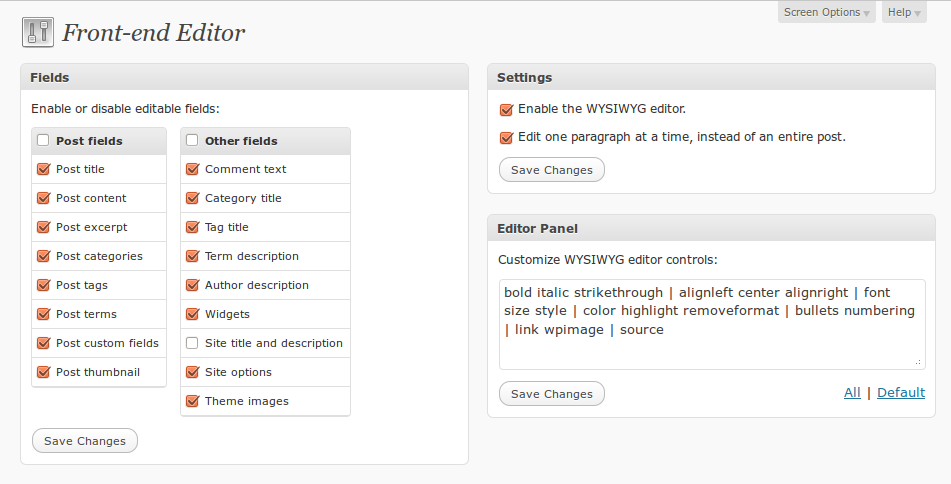 Screen Options
Help
Front-end Editor
Fields
Enable or disable editable fields:
Post fields
Post title
Post content
Post excerpt
Post categories
Post tags
Post terms
Post custom fields
Post thumbnail
Other fields
Comment text
Category title
Tag title
Term description
Author description
Widgets
Site title and description
Site options
Theme images
Save Changes
Settings
Enable the WYSIWYG editor.
Edit one paragraph at a time, instead of an entire post.
Save Changes
Editor Panel
Customize WYSIWYG editor controls:
bold italic strikethrough | alignleft center alignright | font
size style | color highlight removeformat | bullets numbering
| link wpimage | source
Save Changes
All | Default